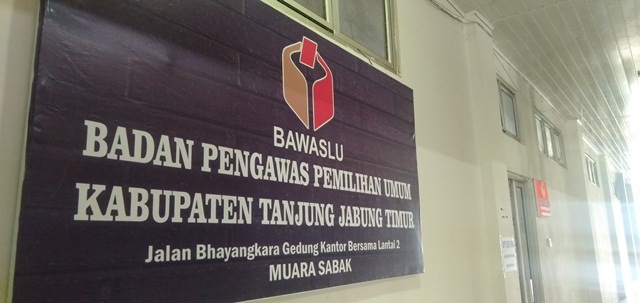 BAWASLU
BADAN PENGAWAS PEMILIHAN UMUM
KABUPATEN TANJUNG JABUNG TIMUR
Jalan Bhayangkara Gedung Kantor Bersama Lantai 2
MUARA SABAK